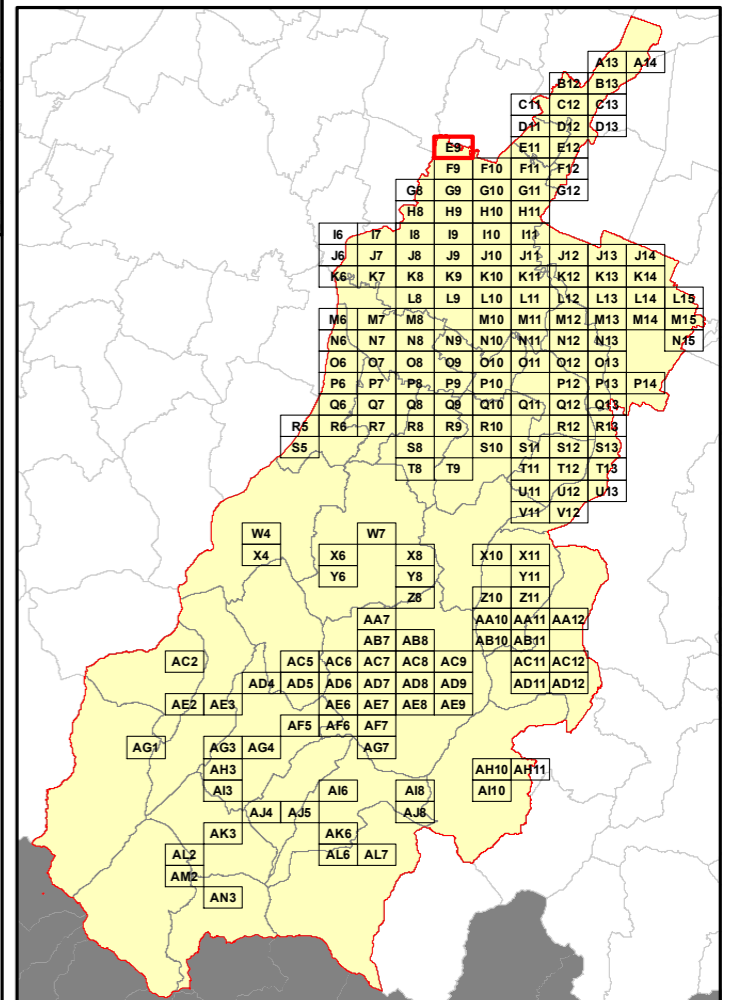 A13 A14
B12 B13
C11 C12 C13
D11 D12 D13
E9 E11 E12
F9 F10 F11 F12
G8 G9 G10 G11 G12
H8 H9 H10 H11
I6 I7 I8 I9 I10 I11
J6 J7 J8 J9 J10 J11 J12 J13 J14
K6 K7 K8 K9 K10 K11 K12 K13 K14
L8 L9 L10 L11 L12 L13 L14 L15
M6 M7 M8 M10 M11 M12 M13 M14 M15
N6 N7 N8 N9 N10 N11 N12 N13 N15
O6 O7 O8 O9 O10 O11 O12 O13
P6 P7 P8 P9 P10 P12 P13 P14
Q6 Q7 Q8 Q9 Q10 Q11 Q12 Q13
R5 R6 R7 R8 R9 R10 R12 R13
S5 S8 S10 S11 S12 S13
T8 T9 T11 T12 T13
U11 U12 U13
V11 V12
W4 W7
X4 X6 X8 X10 X11
Y6 Y8 Y11
Z8 Z10 Z11
AA7 AA10 AA11 AA12
AB7 AB8 AB10 AB11
AC2 AC5 AC6 AC7 AC8 AC9 AC11 AC12
AD4 AD5 AD6 AD7 AD8 AD9 AD11 AD12
AE2 AE3 AE6 AE7 AE8 AE9
AF5 AF6 AF7
AG1 AG3 AG4 AG7
AH3 AH10 AH11
AI3 AI6 AI8 AI10
AJ4 AJ5 AJ8
AK3 AK6
AL2 AL6 AL7
AM2
AN3